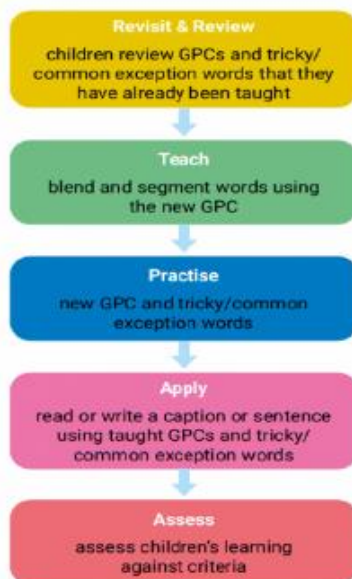 Revisit & Review
children review GPCs and tricky/
common exception words that they
have already been taught
Teach
blend and segment words using
the new GPC
Practise
new GPC and tricky/common
exception words
Apply
read or write a caption or sentence
using taught GPCs and tricky/
common exception words
Assess
assess children's learning
against criteria